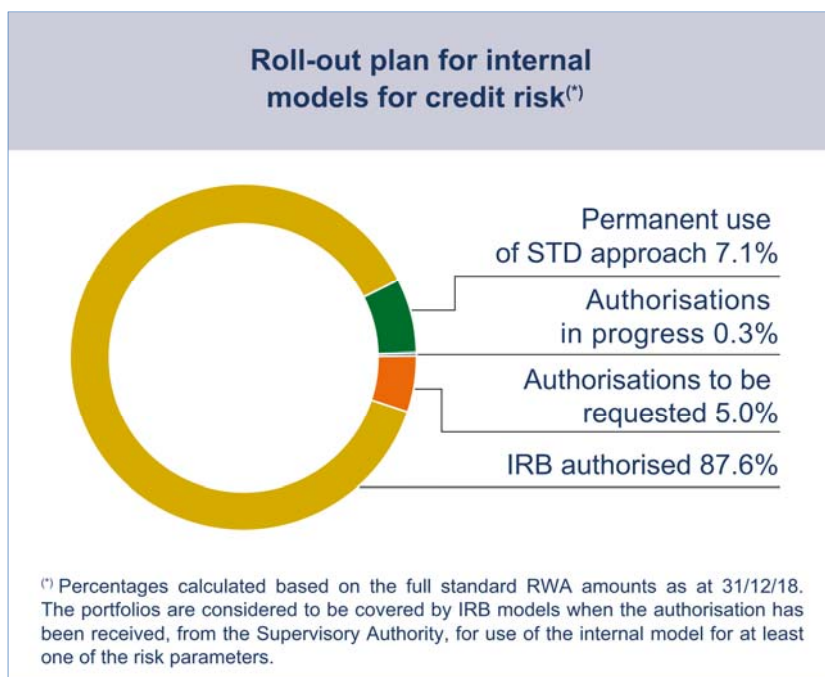 Roll-out plan for internal
models for credit risk(*)
Permanent use
of STD approach 7.1%
Authorisations
in progress 0.3%
Authorisations to be
requested 5.0%
IRB authorised 87.6%
(*) Percentages calculated based on the full standard RWA amounts as at 31/12/18.
The portfolios are considered to be covered by IRB models when the authorisation has
been received, from the Supervisory Authority, for use of the internal model for at least
one of the risk parameters.